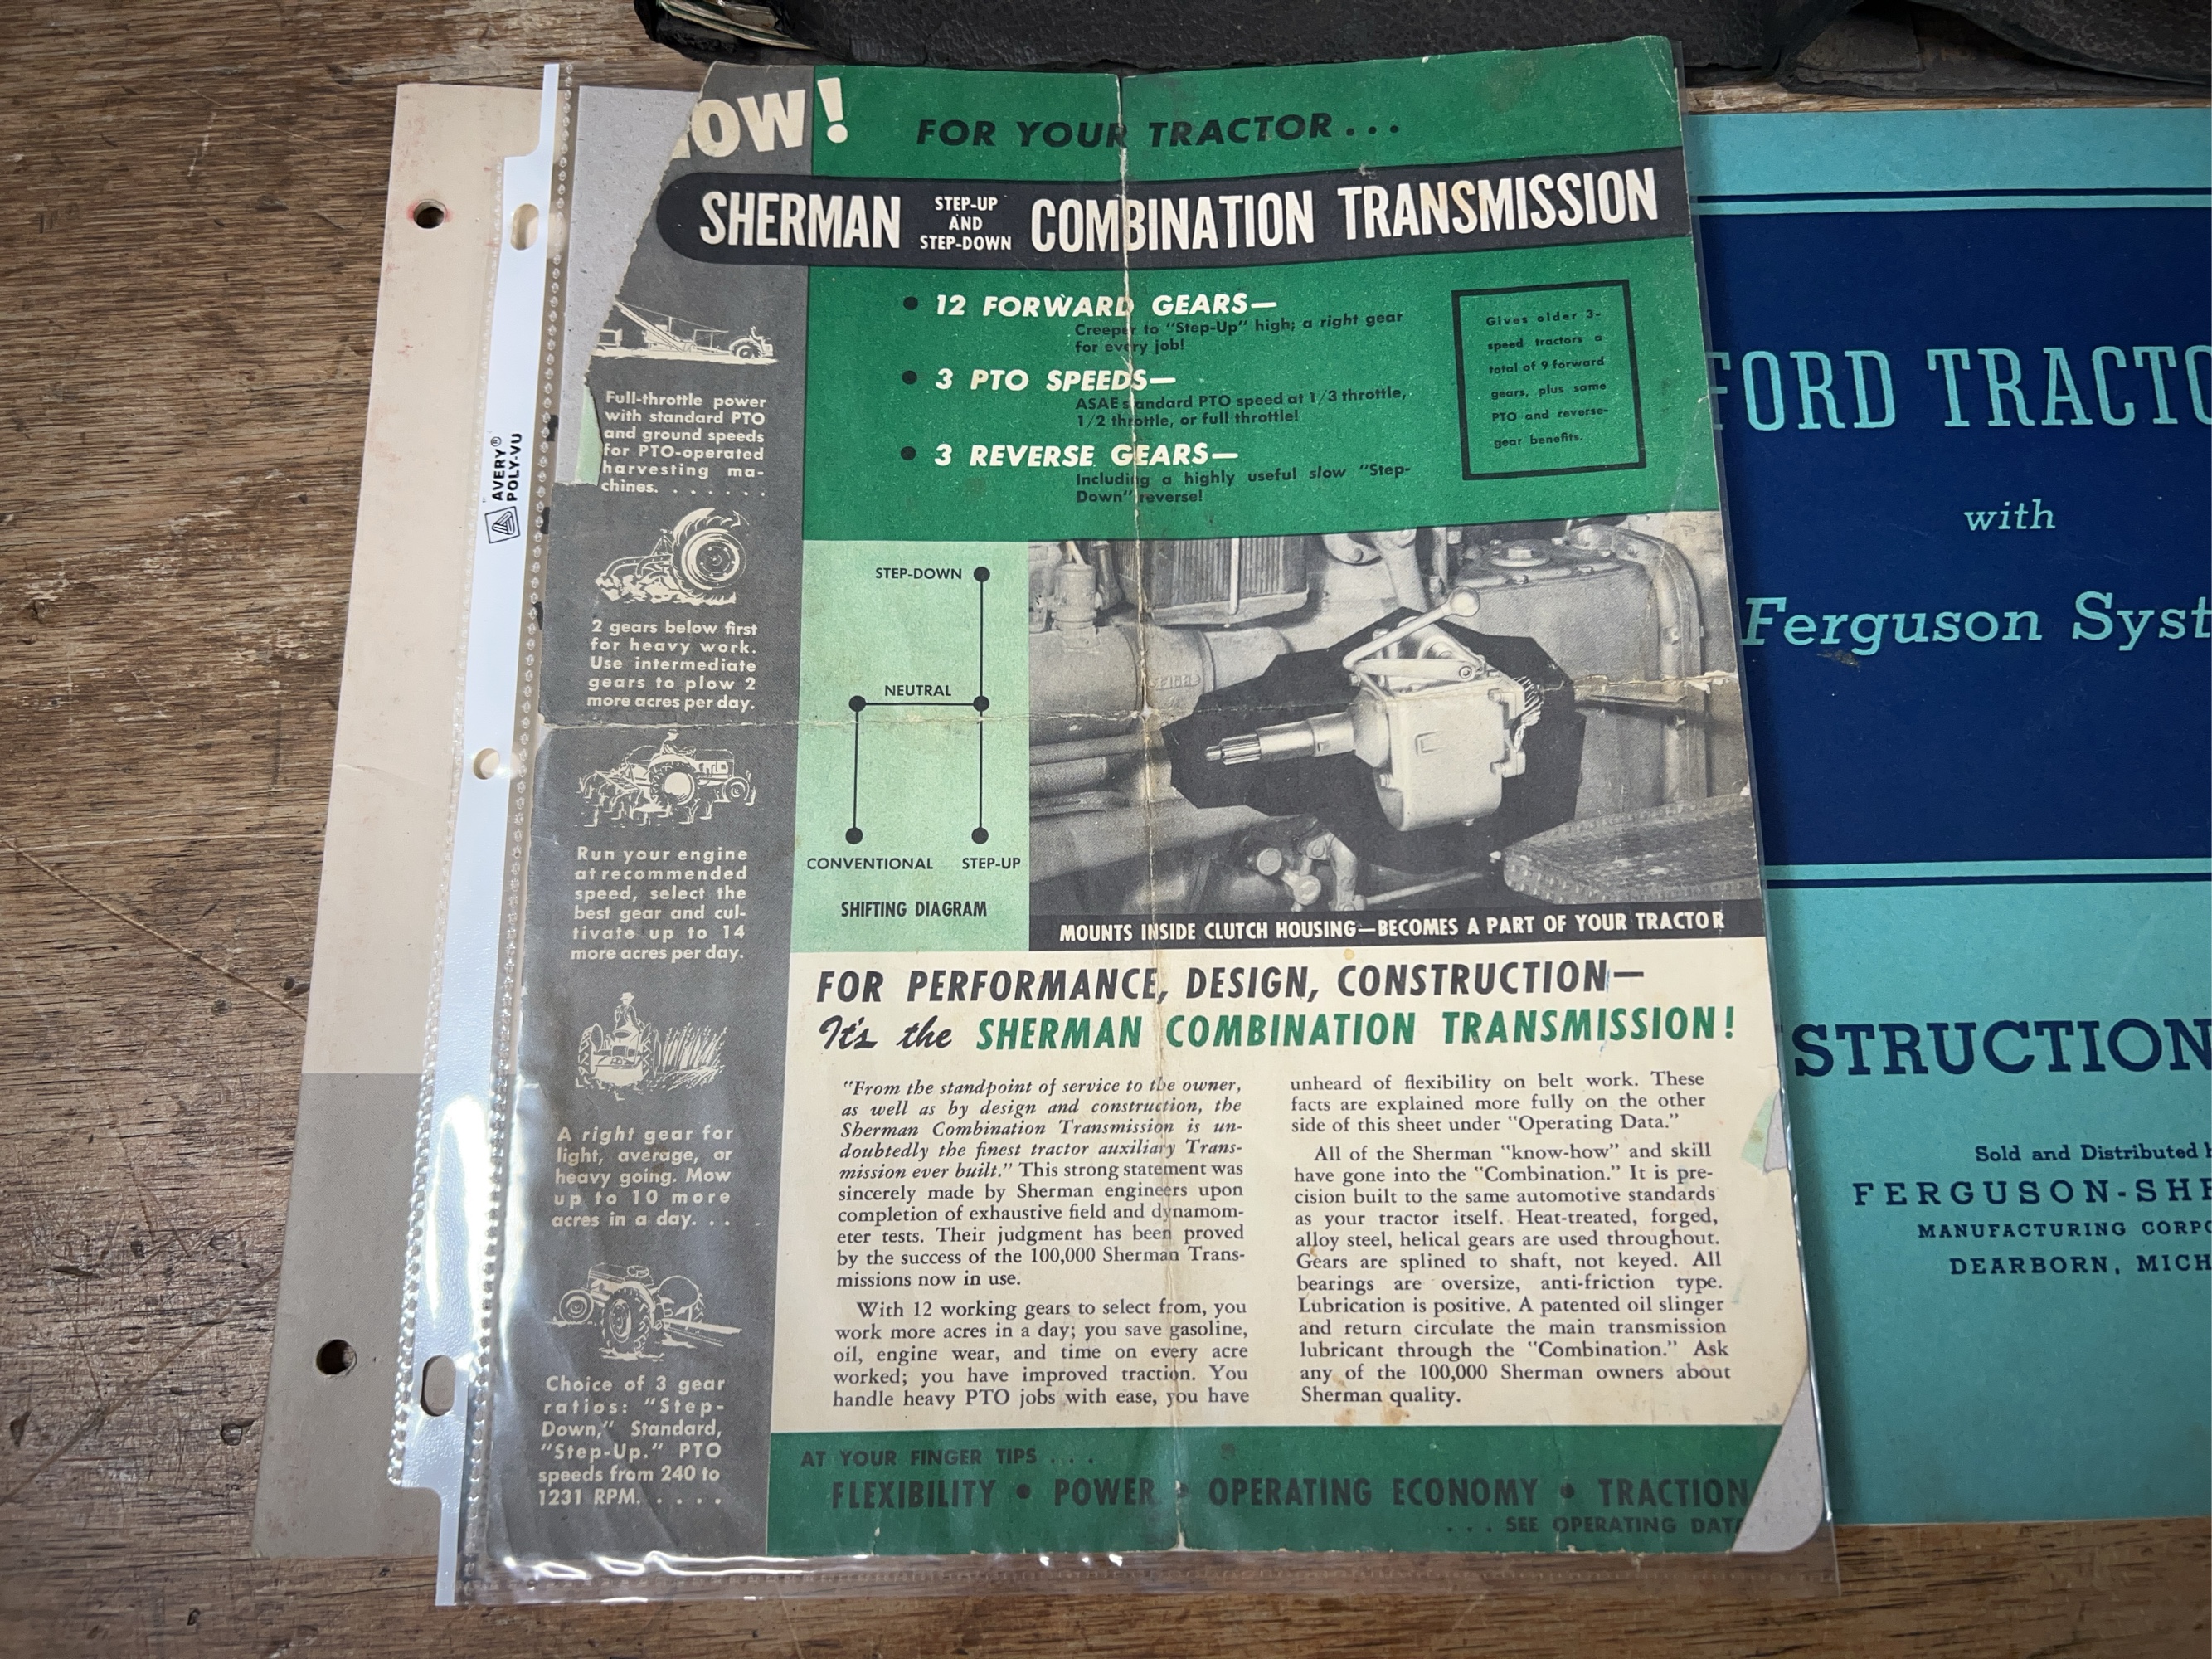 OW!
FOR YOUR TRACTOR...
SHERMAN STEP-UP AND STEP-DOWN COMBINATION TRANSMISSION
• 12 FORWARD GEARS—
Creeper to "Step-Up" high; a right gear
for every job!
• 3 PTO SPEEDS—
ASAE s andard PTO speed at 1/3 throttle,
1/2 throttle, or full throttle!
• 3 REVERSE GEARS—
Including a highly useful slow "Step-
Down" reverse!
Gives older 3-
speed tractors a
total of 9 forward
gears, plus same
PTO and reverse-
gear benefits.
Full-throttle power
with standard PTO
and ground speeds
for PTO-operated
harvesting ma-
chines. . . . . . .
2 gears below first
for heavy work.
Use intermediate
gears to plow 2
more acres per day.
Run your engine
at recommended
speed, select the
best gear and cul-
tivate up to 14
more acres per day.
A right gear for
light, average, or
heavy going. Mow
up to 10 more
acres in a day. . .
Choice of 3 gear
ratios: "Step-
Down," Standard,
"Step-Up." PTO
speeds from 240 to
1231 RPM. . . . .
STEP-DOWN
NEUTRAL
CONVENTIONAL STEP-UP
SHIFTING DIAGRAM
MOUNTS INSIDE CLUTCH HOUSING—BECOMES A PART OF YOUR TRACTOR
FOR PERFORMANCE, DESIGN, CONSTRUCTION—
It's the SHERMAN COMBINATION TRANSMISSION!
"From the standpoint of service to the owner,
as well as by design and construction, the
Sherman Combination Transmission is un-
doubtedly the finest tractor auxiliary Trans-
mission ever built." This strong statement was
sincerely made by Sherman engineers upon
completion of exhaustive field and dynamom-
eter tests. Their judgment has been proved
by the success of the 100,000 Sherman Trans-
missions now in use.
With 12 working gears to select from, you
work more acres in a day; you save gasoline,
oil, engine wear, and time on every acre
worked; you have improved traction. You
handle heavy PTO jobs with ease, you have
unheard of flexibility on belt work. These
facts are explained more fully on the other
side of this sheet under "Operating Data."
All of the Sherman "know-how" and skill
have gone into the "Combination." It is pre-
cision built to the same automotive standards
as your tractor itself. Heat-treated, forged,
alloy steel, helical gears are used throughout.
Gears are splined to shaft, not keyed. All
bearings are oversize, anti-friction type.
Lubrication is positive. A patented oil slinger
and return circulate the main transmission
lubricant through the "Combination." Ask
any of the 100,000 Sherman owners about
Sherman quality.
AT YOUR FINGER TIPS . . .
FLEXIBILITY • POWER • OPERATING ECONOMY • TRACTION
. . . SEE OPERATING DATA
AVERY®
POLY-VU
FORD TRACTO
with
Ferguson Syst
STRUCTION
Sold and Distributed b
FERGUSON-SHE
MANUFACTURING CORPO
DEARBORN, MICH